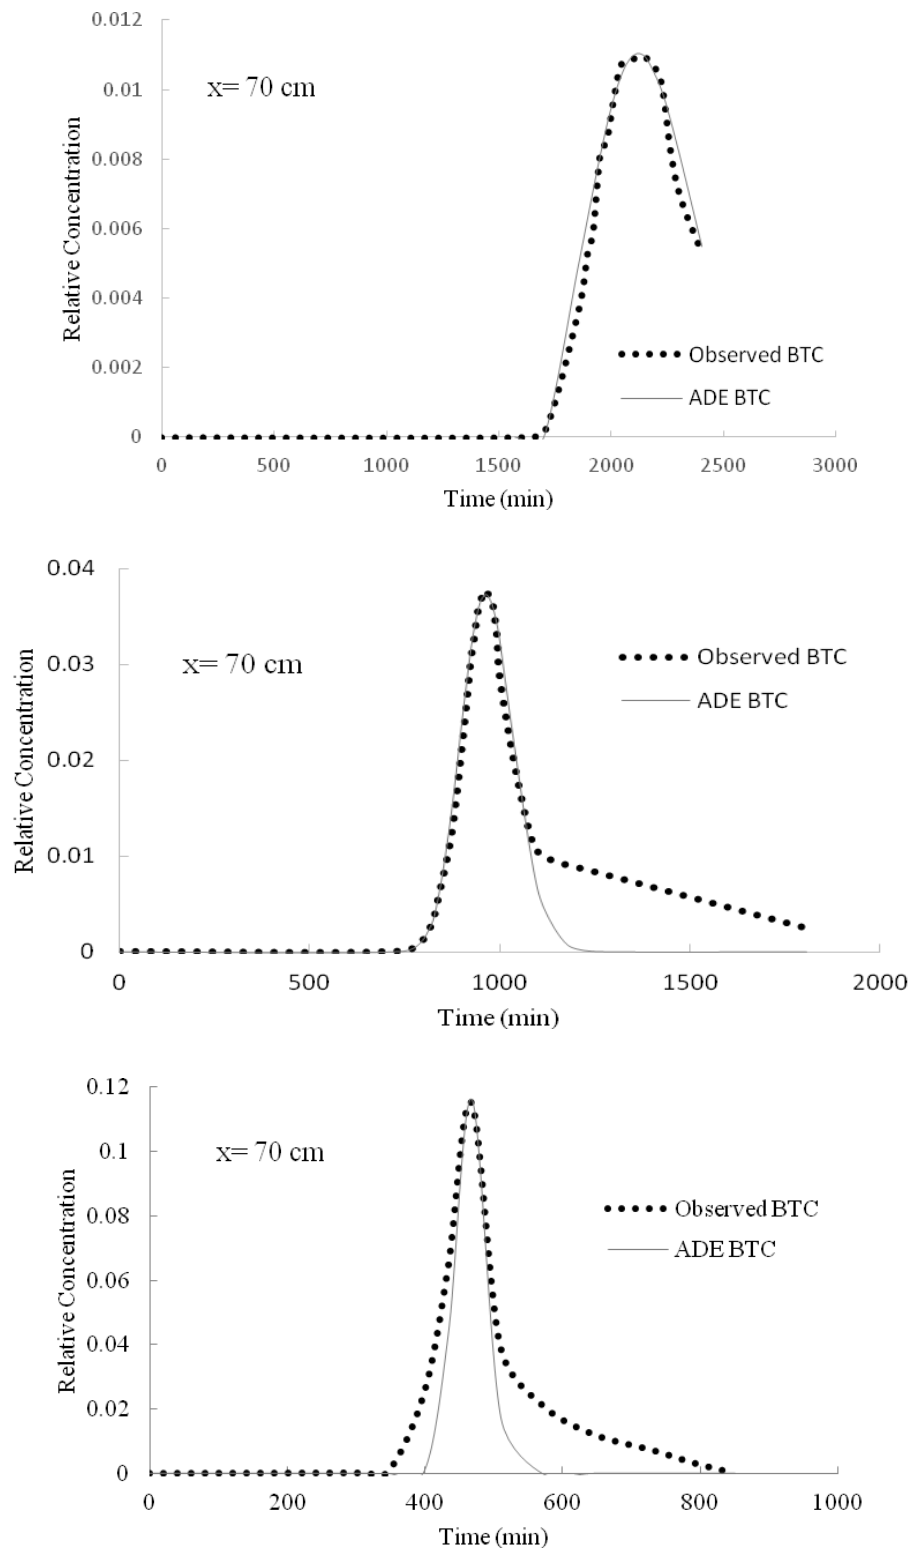 0.012
x= 70 cm
0.01
0.008
0.006
0.004
0.002
0
Relative Concentration
Observed BTC
ADE BTC
0 500 1000 1500 2000 2500 3000
Time (min)
0.04
x= 70 cm
0.03
0.02
0.01
0
Relative Concentration
Observed BTC
ADE BTC
0 500 1000 1500 2000
Time (min)
0.12
x= 70 cm
0.1
0.08
0.06
0.04
0.02
0
Relative Concentration
Observed BTC
ADE BTC
0 200 400 600 800 1000
Time (min)